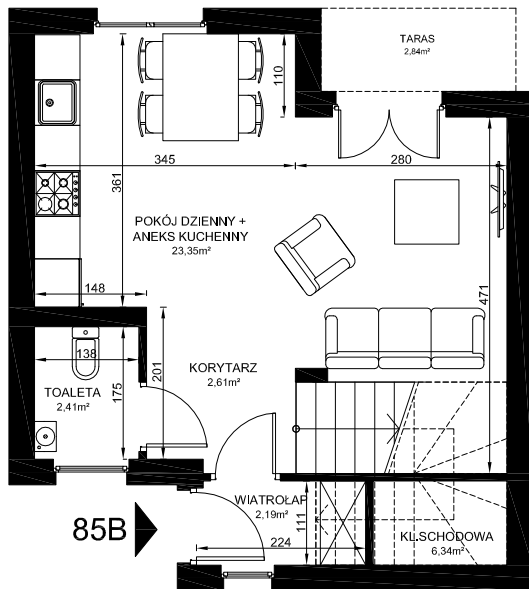 TARAS
2,84m²
110
345
280
361
POKÓJ DZIENNY +
ANEKS KUCHENNY
23,35m²
148
471
138
201
KORYTARZ
2,61m²
TOALETA
2,41m²
175
WIATROŁAP
2,19m²
111
224
85B
KL.SCHODOWA
6,34m²